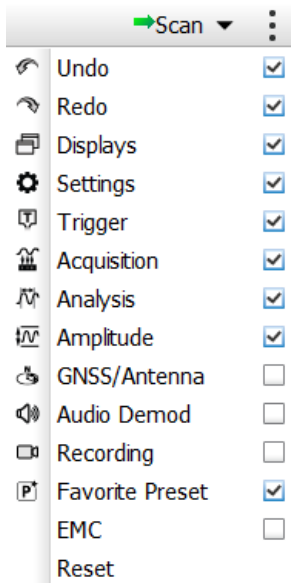 Scan
Undo
Redo
Displays
Settings
T Trigger
Acquisition
Analysis
Amplitude
N GNSS/Antenna
Audio Demod
Recording
P Favorite Preset
EMC
Reset